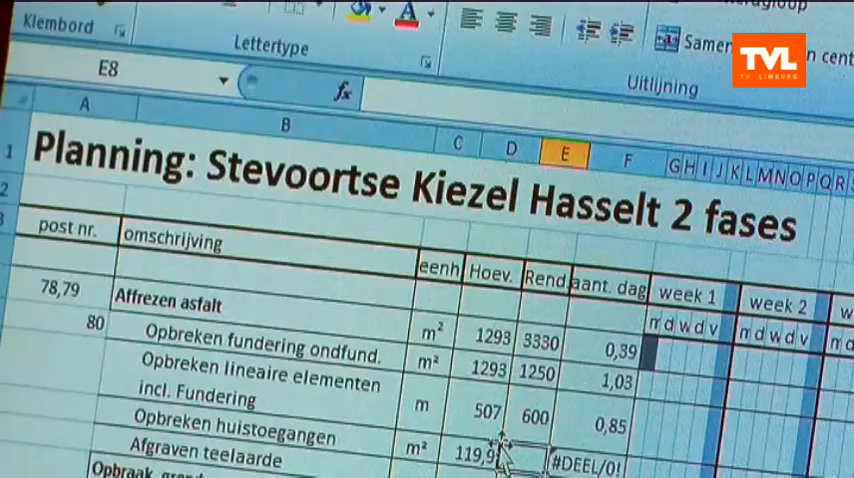 Klembord
Lettertype
Samen
n cent
Uitlijning
TVL
TV LIMBURG
E8
fx
A B C D E F G H I J K L M N O P Q R S
1 Planning: Stevoortse Kiezel Hasselt 2 fases
2
3 post nr. omschrijving eenh Hoev. Rend. aant. dag week 1 week 2 w
m d w d v m d w d v m d
78,79 Affrezen asfalt
80 Opbreken fundering ondfund. m² 1293 3330 0,39
Opbreken lineaire elementen m² 1293 1250 1,03
incl. Fundering m 507 600 0,85
Opbreken huistoegangen
Afgraven teelaarde m² 119,9 #DEEL/0!